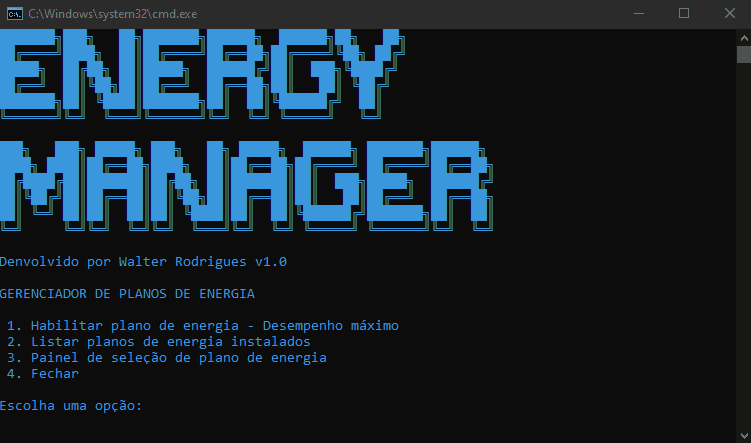 C:\Windows\system32\cmd.exe
ENERGY
MANAGER
Denvolvido por Walter Rodrigues v1.0
GERENCIADOR DE PLANOS DE ENERGIA
1. Habilitar plano de energia - Desempenho máximo
2. Listar planos de energia instalados
3. Painel de seleção de plano de energia
4. Fechar
Escolha uma opção: